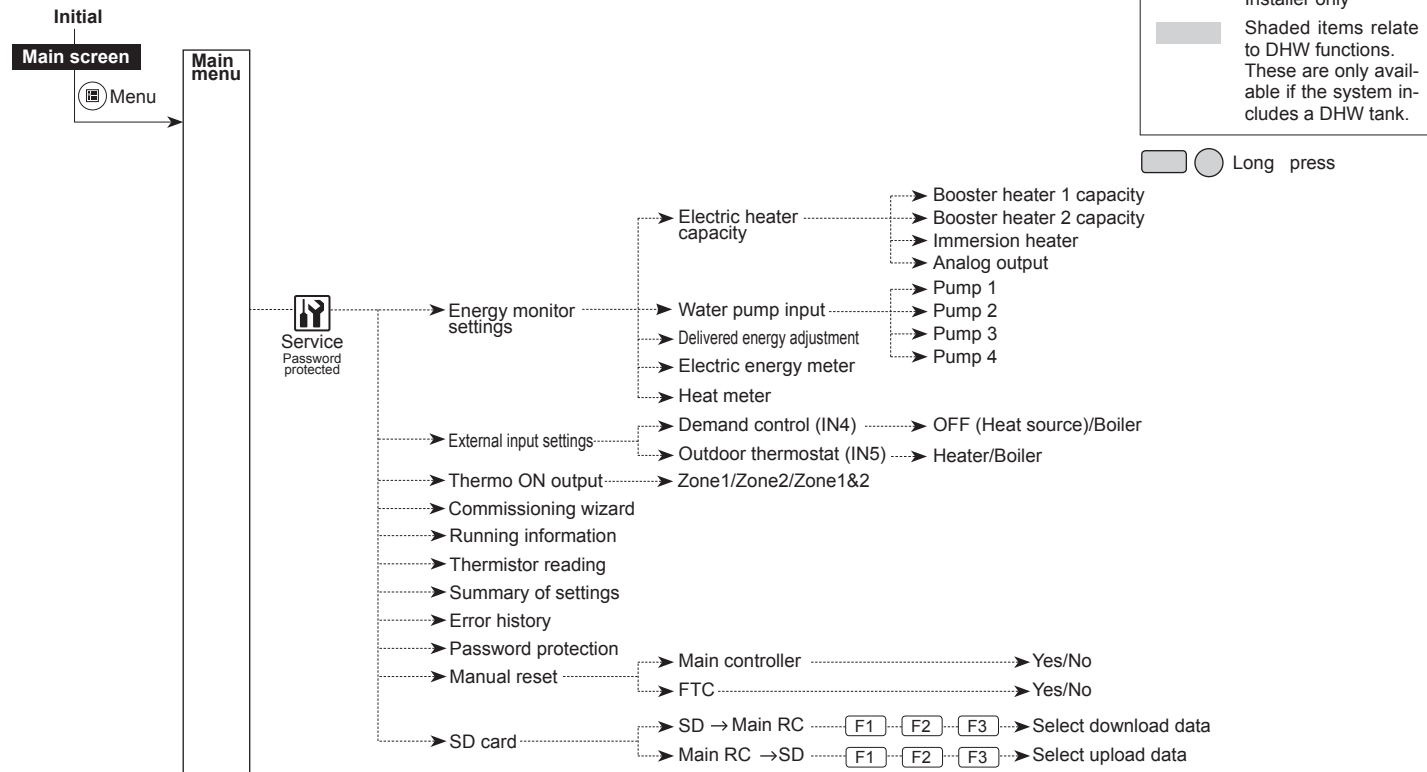 Initial
Main screen
Menu
Main
menu
Installer only
Shaded items relate
to DHW functions.
These are only avail-
able if the system in-
cludes a DHW tank.
Long press
Service
Password
protected
Energy monitor
settings
Electric heater
capacity
Booster heater 1 capacity
Booster heater 2 capacity
Immersion heater
Analog output
Water pump input
Pump 1
Pump 2
Pump 3
Pump 4
Delivered energy adjustment
Electric energy meter
Heat meter
External input settings
Demand control (IN4)
OFF (Heat source)/Boiler
Outdoor thermostat (IN5)
Heater/Boiler
Thermo ON output
Zone1/Zone2/Zone1&2
Commissioning wizard
Running information
Thermistor reading
Summary of settings
Error history
Password protection
Manual reset
Main controller
Yes/No
FTC
Yes/No
SD card
SD → Main RC F1 F2 F3 Select download data
Main RC → SD F1 F2 F3 Select upload data